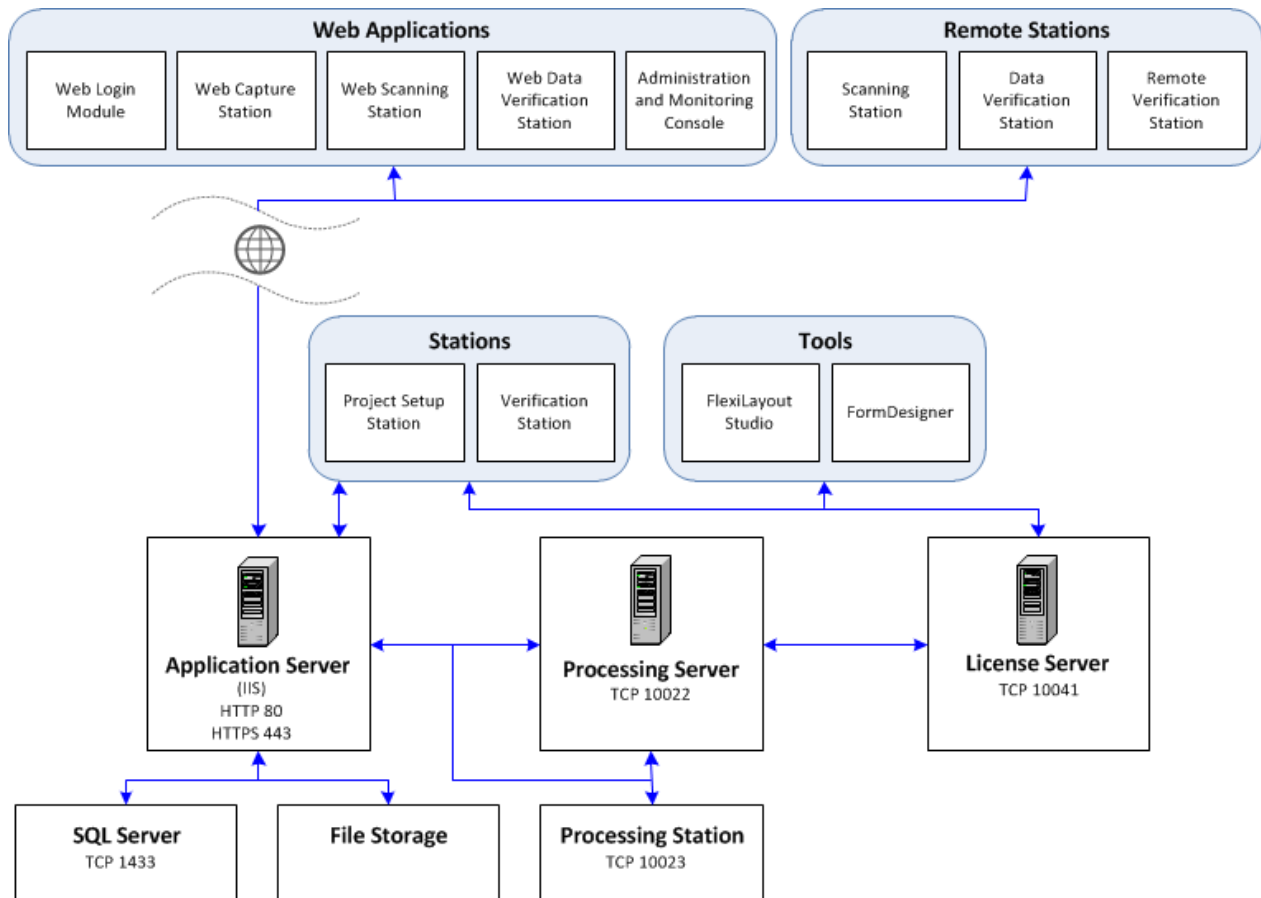 Web Applications
Web Login
Module
Web Capture
Station
Web Scanning
Station
Web Data
Verification
Station
Administration
and Monitoring
Console
Remote Stations
Scanning
Station
Data
Verification
Station
Remote
Verification
Station
Stations
Project Setup
Station
Verification
Station
Tools
FlexiLayout
Studio
FormDesigner
Application Server
(IIS)
HTTP 80
HTTPS 443
Processing Server
TCP 10022
License Server
TCP 10041
SQL Server
TCP 1433
File Storage
Processing Station
TCP 10023